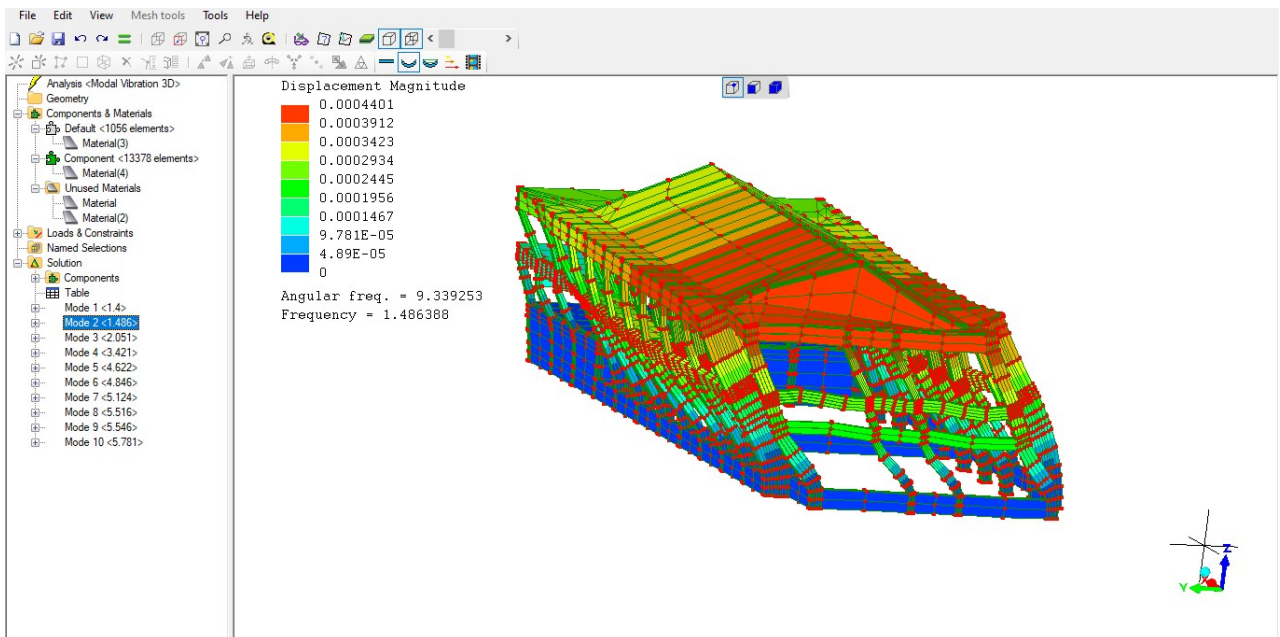 File Edit View Mesh tools Tools Help
Analysis <Modal Vibration 3D>
Geometry
Components & Materials
Default <1056 elements>
Material(3)
Component <13378 elements>
Material(4)
Unused Materials
Material
Material(2)
Loads & Constraints
Named Selections
Solution
Components
Table
Mode 1 <1.4>
Mode 2 <1.486>
Mode 3 <2.051>
Mode 4 <3.421>
Mode 5 <4.622>
Mode 6 <4.846>
Mode 7 <5.124>
Mode 8 <5.516>
Mode 9 <5.546>
Mode 10 <5.781>
Displacement Magnitude
0.0004401
0.0003912
0.0003423
0.0002934
0.0002445
0.0001956
0.0001467
9.781E-05
4.89E-05
0
Angular freq. = 9.339253
Frequency = 1.486388
Z
Y